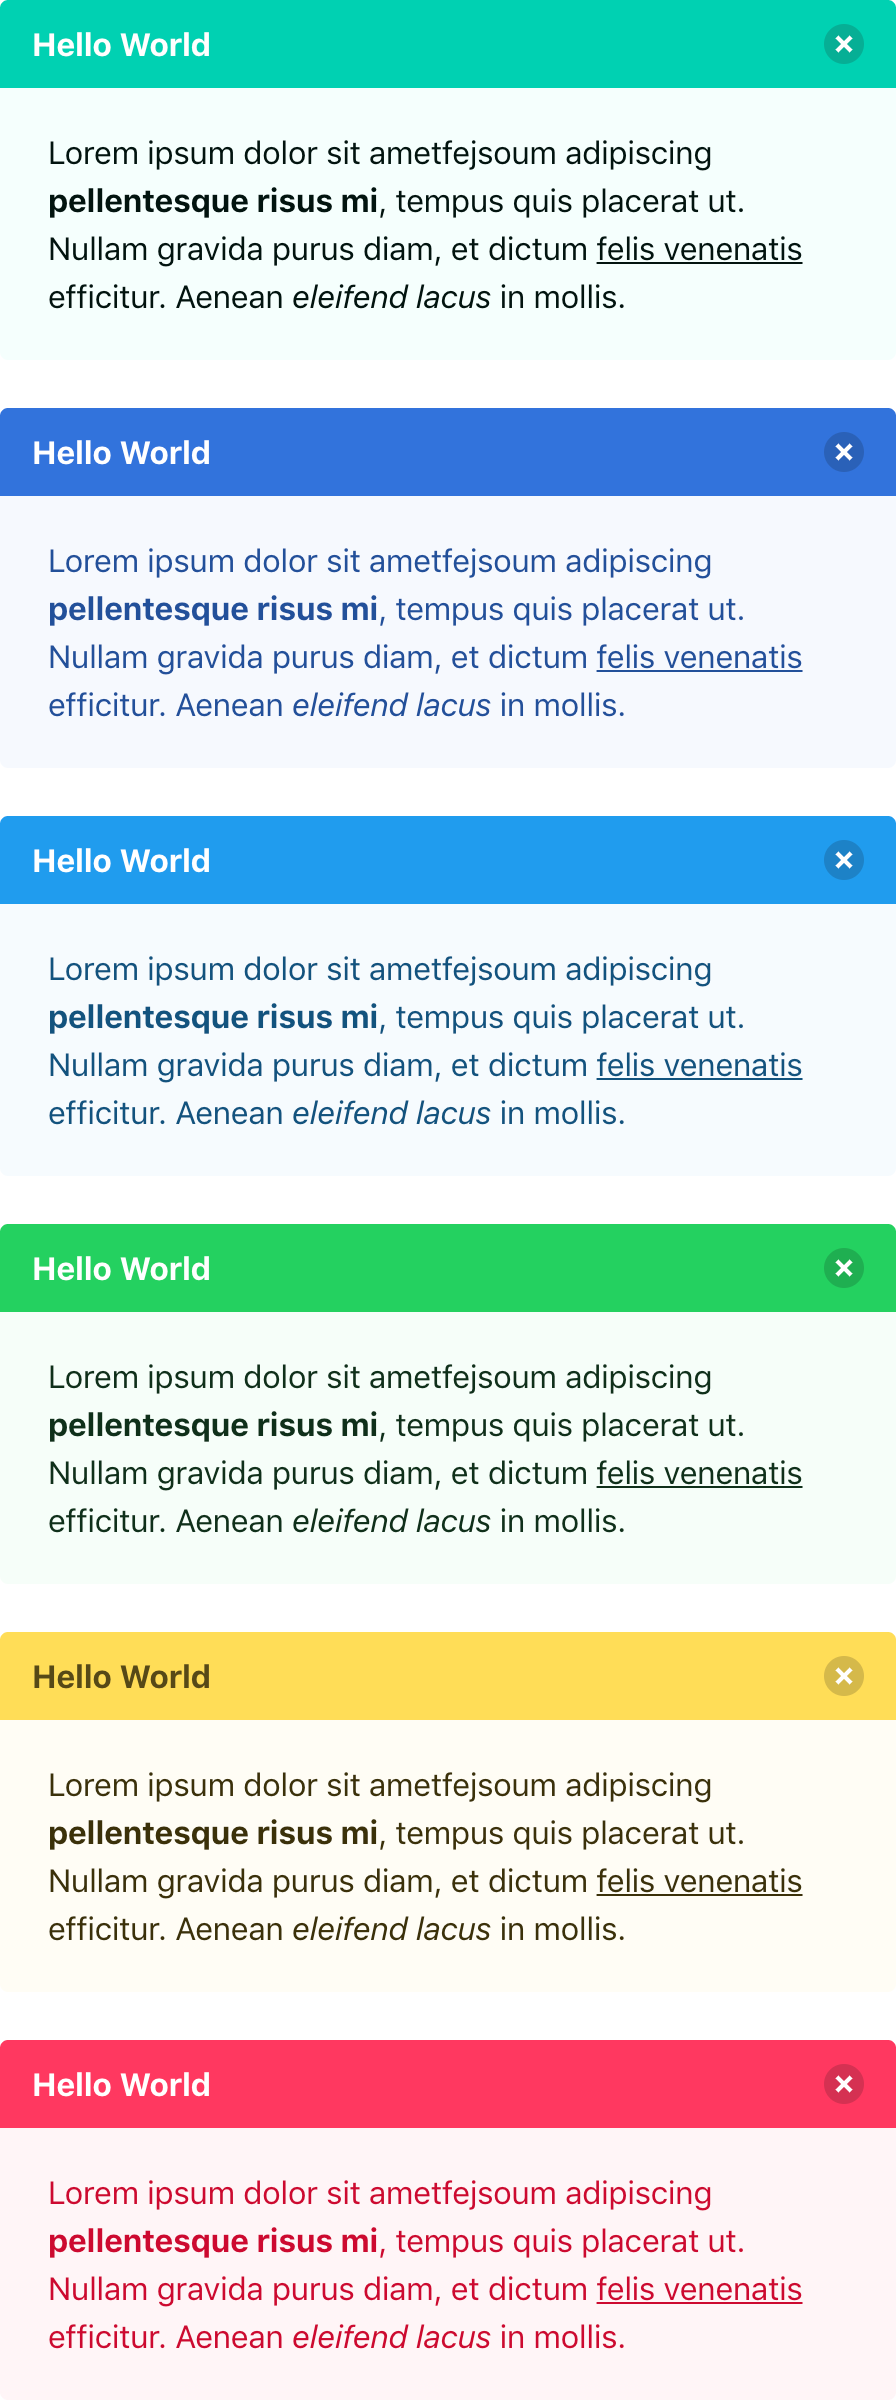 Hello World
Lorem ipsum dolor sit ametfejsoum adipiscing
pellentesque risus mi, tempus quis placerat ut.
Nullam gravida purus diam, et dictum felis venenatis
efficitur. Aenean eleifend lacus in mollis.
Hello World
Lorem ipsum dolor sit ametfejsoum adipiscing
pellentesque risus mi, tempus quis placerat ut.
Nullam gravida purus diam, et dictum felis venenatis
efficitur. Aenean eleifend lacus in mollis.
Hello World
Lorem ipsum dolor sit ametfejsoum adipiscing
pellentesque risus mi, tempus quis placerat ut.
Nullam gravida purus diam, et dictum felis venenatis
efficitur. Aenean eleifend lacus in mollis.
Hello World
Lorem ipsum dolor sit ametfejsoum adipiscing
pellentesque risus mi, tempus quis placerat ut.
Nullam gravida purus diam, et dictum felis venenatis
efficitur. Aenean eleifend lacus in mollis.
Hello World
Lorem ipsum dolor sit ametfejsoum adipiscing
pellentesque risus mi, tempus quis placerat ut.
Nullam gravida purus diam, et dictum felis venenatis
efficitur. Aenean eleifend lacus in mollis.
Hello World
Lorem ipsum dolor sit ametfejsoum adipiscing
pellentesque risus mi, tempus quis placerat ut.
Nullam gravida purus diam, et dictum felis venenatis
efficitur. Aenean eleifend lacus in mollis.